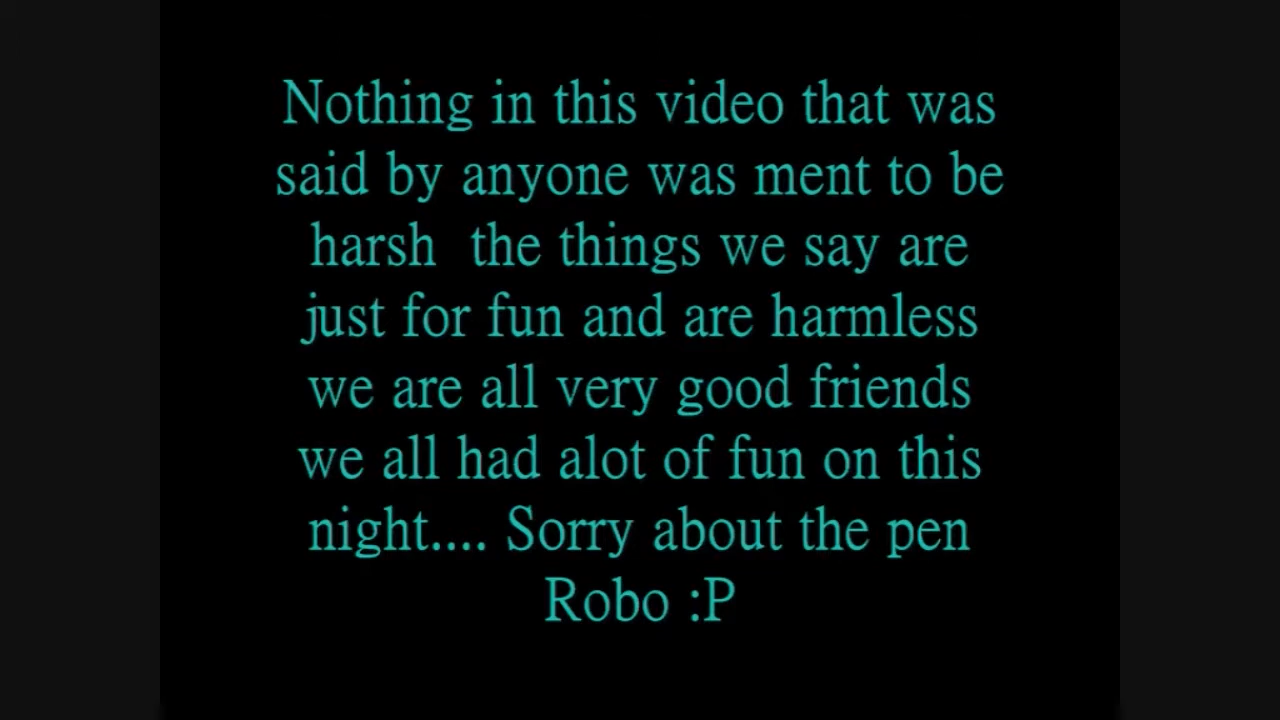 Nothing in this video that was
said by anyone was ment to be
harsh  the things we say are
just for fun and are harmless
we are all very good friends
we all had alot of fun on this
night.... Sorry about the pen
Robo :P